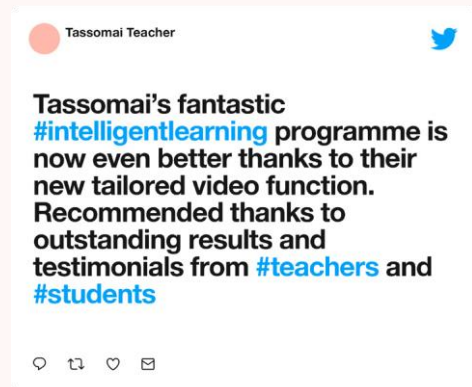 Tassomai Teacher
Tassomai's fantastic
#intelligentlearning programme is
now even better thanks to their
new tailored video function.
Recommended thanks to
outstanding results and
testimonials from #teachers and
#students